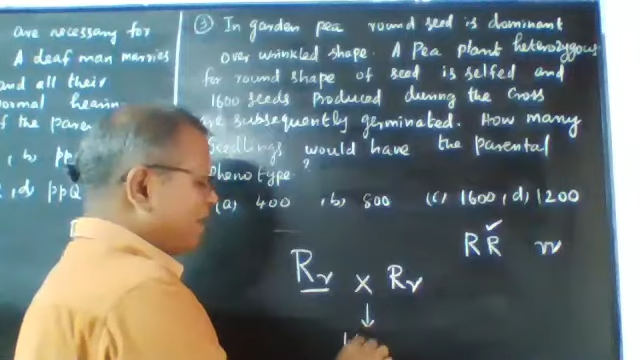 are necessary for
A deaf man marries
and all their
normal hearing
f the paren
, b, pp
, d, ppQ
③ In garden pea round seed is dominant
over wrinkled shape. A Pea plant heterozygous
for round shape of seed is selfed and
1600 seeds Produced during the Cross
are subsequently germinated. How many
Seedlings would have the parental
Phenotype?
(a) 400 , b) 800 (c) 1600, d) 1200
RR rr
Rr x Rr